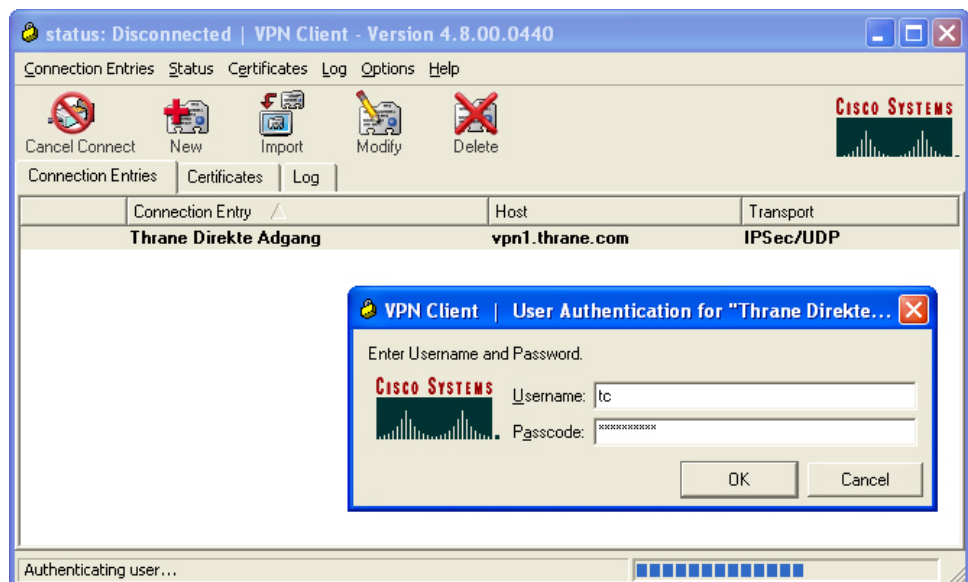 status: Disconnected | VPN Client - Version 4.8.00.0440
Connection Entries Status Certificates Log Options Help
Cancel Connect New Import Modify Delete
CISCO SYSTEMS
Connection Entries Certificates Log
Connection Entry Host Transport
Thrane Direkte Adgang vpn1.thrane.com IPSec/UDP
VPN Client | User Authentication for "Thrane Direkte...
Enter Username and Password.
CISCO SYSTEMS
Username: tc
Passcode: **********
OK Cancel
Authenticating user...